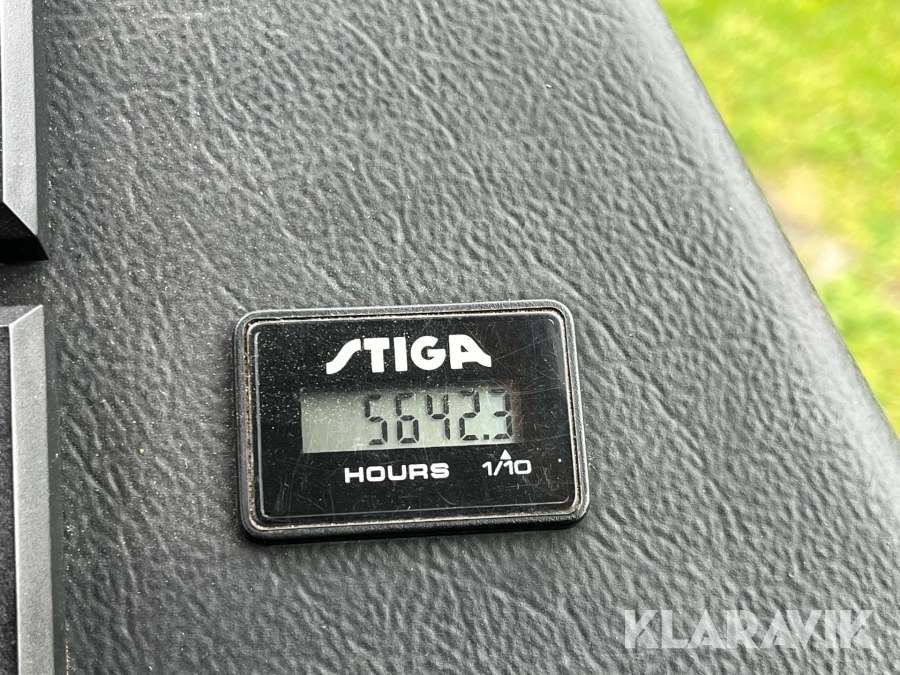 STIGA
5642.3
HOURS 1/10
KLARAVIK